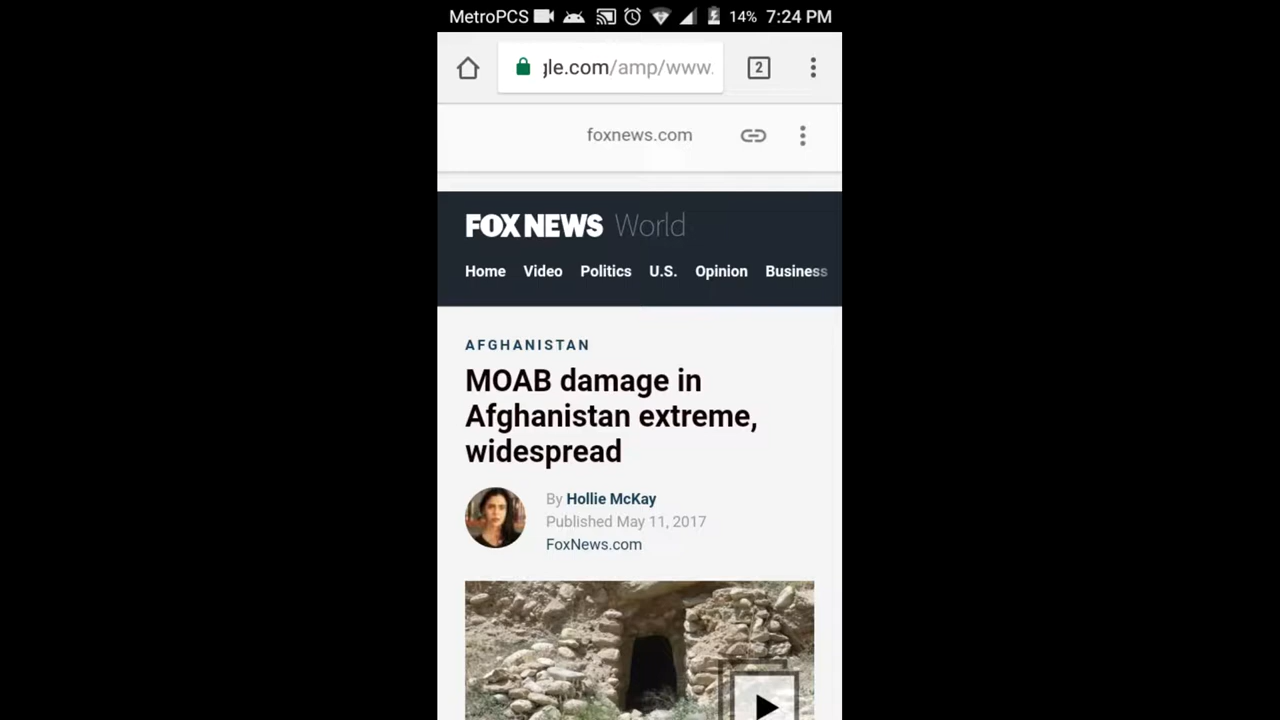 MetroPCS 14% 7:24 PM
gle.com/amp/www. 2
foxnews.com
FOX NEWS World
Home Video Politics U.S. Opinion Business
AFGHANISTAN
MOAB damage in
Afghanistan extreme,
widespread
By Hollie McKay
Published May 11, 2017
FoxNews.com